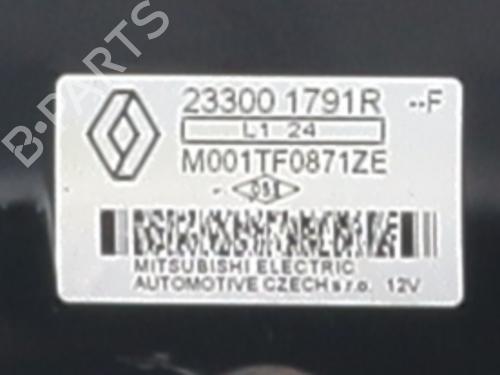 B-PARTS
23300 1791R --F
L1 24
M001TF0871ZE
MITSUBISHI ELECTRIC
AUTOMOTIVE CZECH s.r.o. 12V